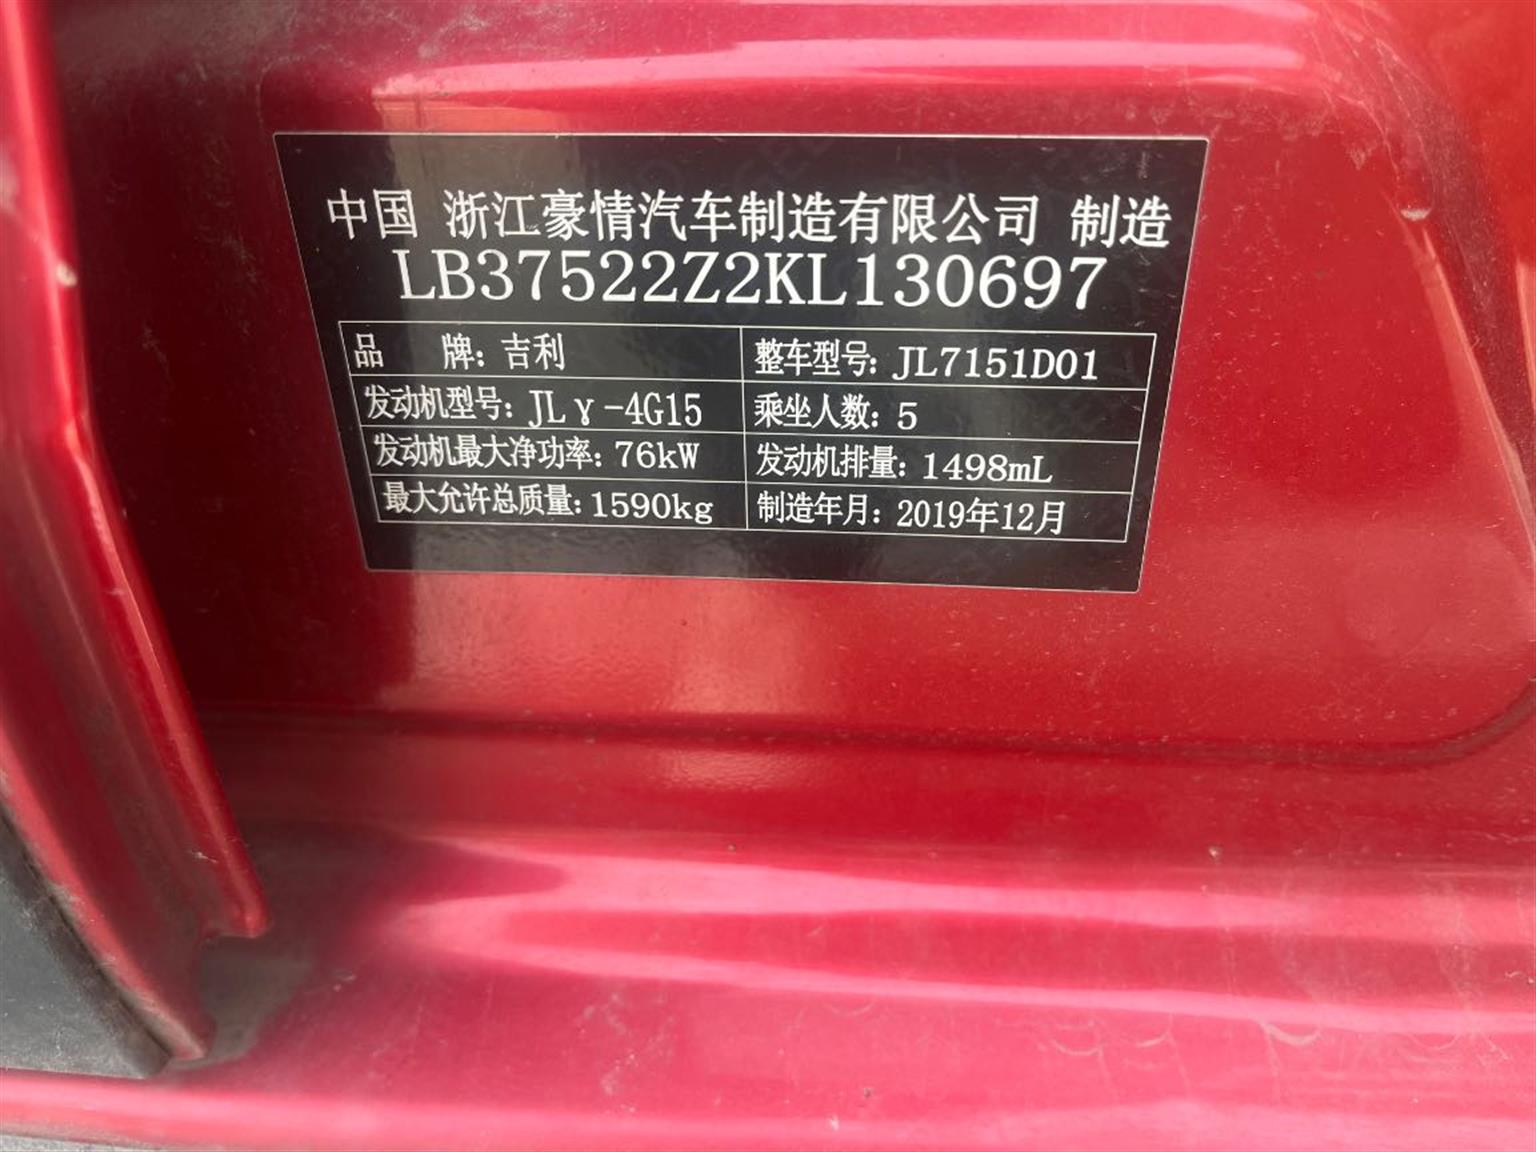 中国 浙江豪情汽车制造有限公司 制造
LB37522Z2KL130697
品 牌：吉利 整车型号：JL7151D01
发动机型号：JLγ-4G15 乘坐人数：5
发动机最大净功率：76kW 发动机排量：1498mL
最大允许总质量：1590kg 制造年月：2019年12月